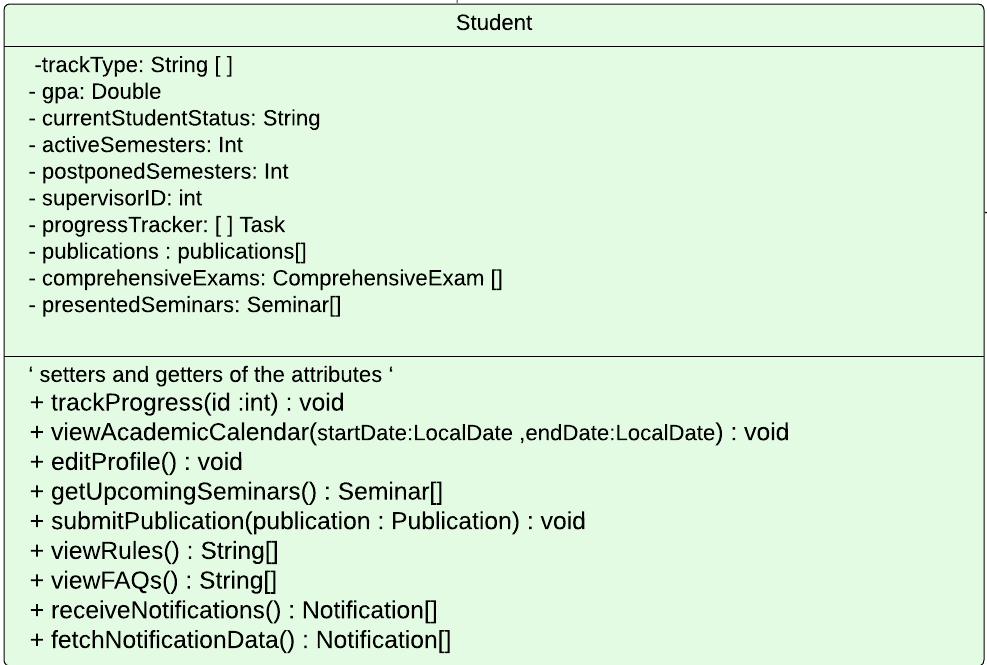 Student
-trackType: String [ ]
- gpa: Double
- currentStudentStatus: String
- activeSemesters: Int
- postponedSemesters: Int
- supervisorID: int
- progressTracker: [ ] Task
- publications : publications[]
- comprehensiveExams: ComprehensiveExam []
- presentedSeminars: Seminar[]
‘ setters and getters of the attributes ‘
+ trackProgress(id :int) : void
+ viewAcademicCalendar(startDate:LocalDate ,endDate:LocalDate) : void
+ editProfile() : void
+ getUpcomingSeminars() : Seminar[]
+ submitPublication(publication : Publication) : void
+ viewRules() : String[]
+ viewFAQs() : String[]
+ receiveNotifications() : Notification[]
+ fetchNotificationData() : Notification[]